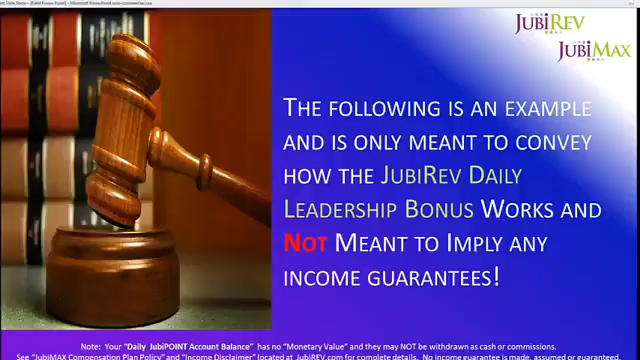 JUBIREV
JUBIMAX
THE FOLLOWING IS AN EXAMPLE
AND IS ONLY MEANT TO CONVEY
HOW THE JUBIREV DAILY
LEADERSHIP BONUS WORKS AND
NOT MEANT TO IMPLY ANY
INCOME GUARANTEES!
Note: Your "Daily JubiPOINT Account Balance" has no "Monetary Value" and they may NOT be withdrawn as cash or commissions.
See "JubiMAX Compensation Plan Policy" and "Income Disclaimer" located at JubiREV.com for complete details. No income guarantee is made, assumed or guaranteed.